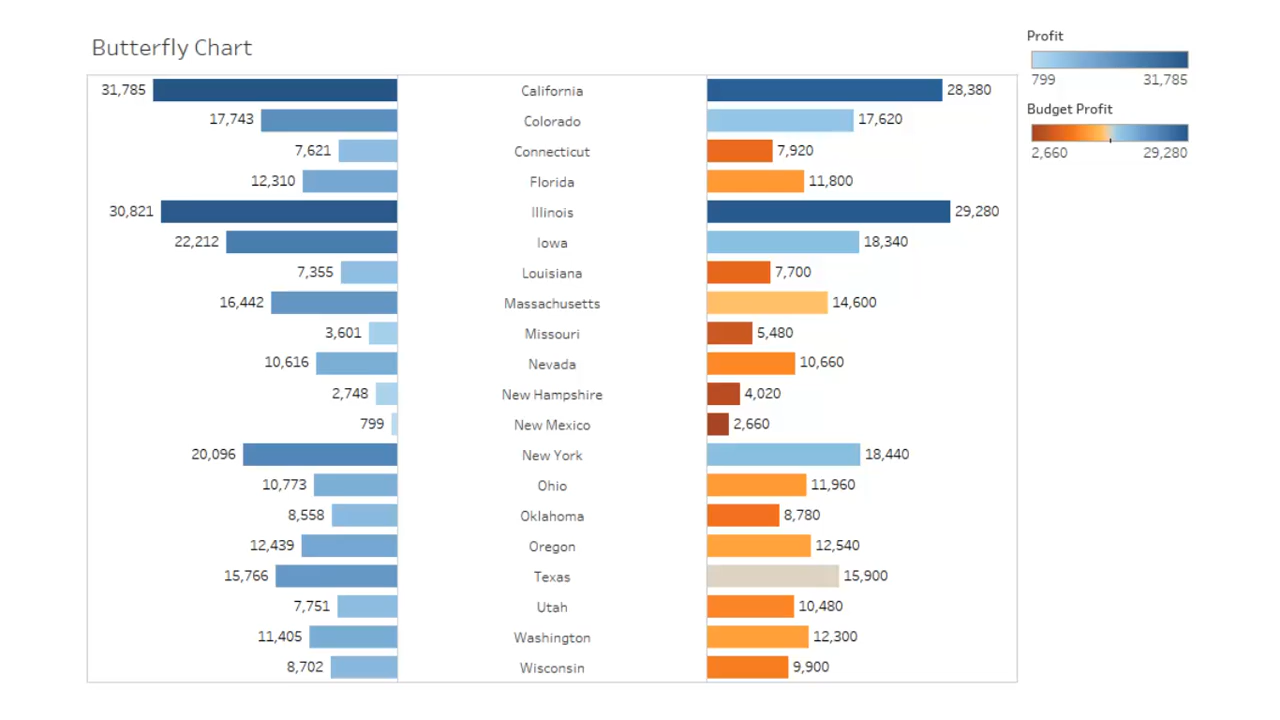 Butterfly Chart
31,785 California 28,380
17,743 Colorado 17,620
7,621 Connecticut 7,920
12,310 Florida 11,800
30,821 Illinois 29,280
22,212 Iowa 18,340
7,355 Louisiana 7,700
16,442 Massachusetts 14,600
3,601 Missouri 5,480
10,616 Nevada 10,660
2,748 New Hampshire 4,020
799 New Mexico 2,660
20,096 New York 18,440
10,773 Ohio 11,960
8,558 Oklahoma 8,780
12,439 Oregon 12,540
15,766 Texas 15,900
7,751 Utah 10,480
11,405 Washington 12,300
8,702 Wisconsin 9,900
Profit
799 31,785
Budget Profit
2,660 29,280